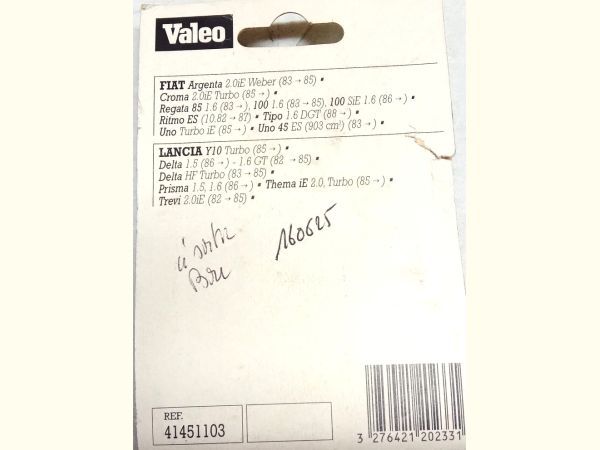 Valeo
FIAT Argenta 2.0iE Weber (83 → 85) ▪
Croma 2.0iE Turbo (85 →) ▪
Regata 85 1.6 (83 →), 100 1.6 (83 → 85), 100 SiE 1.6 (86 →) ▪
Ritmo ES (10.82 → 87) ▪ Tipo 1.6 DGT (88 →) ▪
Uno Turbo iE (85 →) ▪ Uno 45 ES (903 cm³) (83 →) ▪
LANCIA Y10 Turbo (85 →) ▪
Delta 1.5 (86 →) - 1.6 GT (82 → 85) ▪
Delta HF Turbo (83 → 85) ▪
Prisma 1.5, 1.6 (86 →) ▪ Thema iE 2.0, Turbo (85 →) ▪
Trevi 2.0iE (82 → 85) ▪
160625
REF.
41451103
3 276421 202331